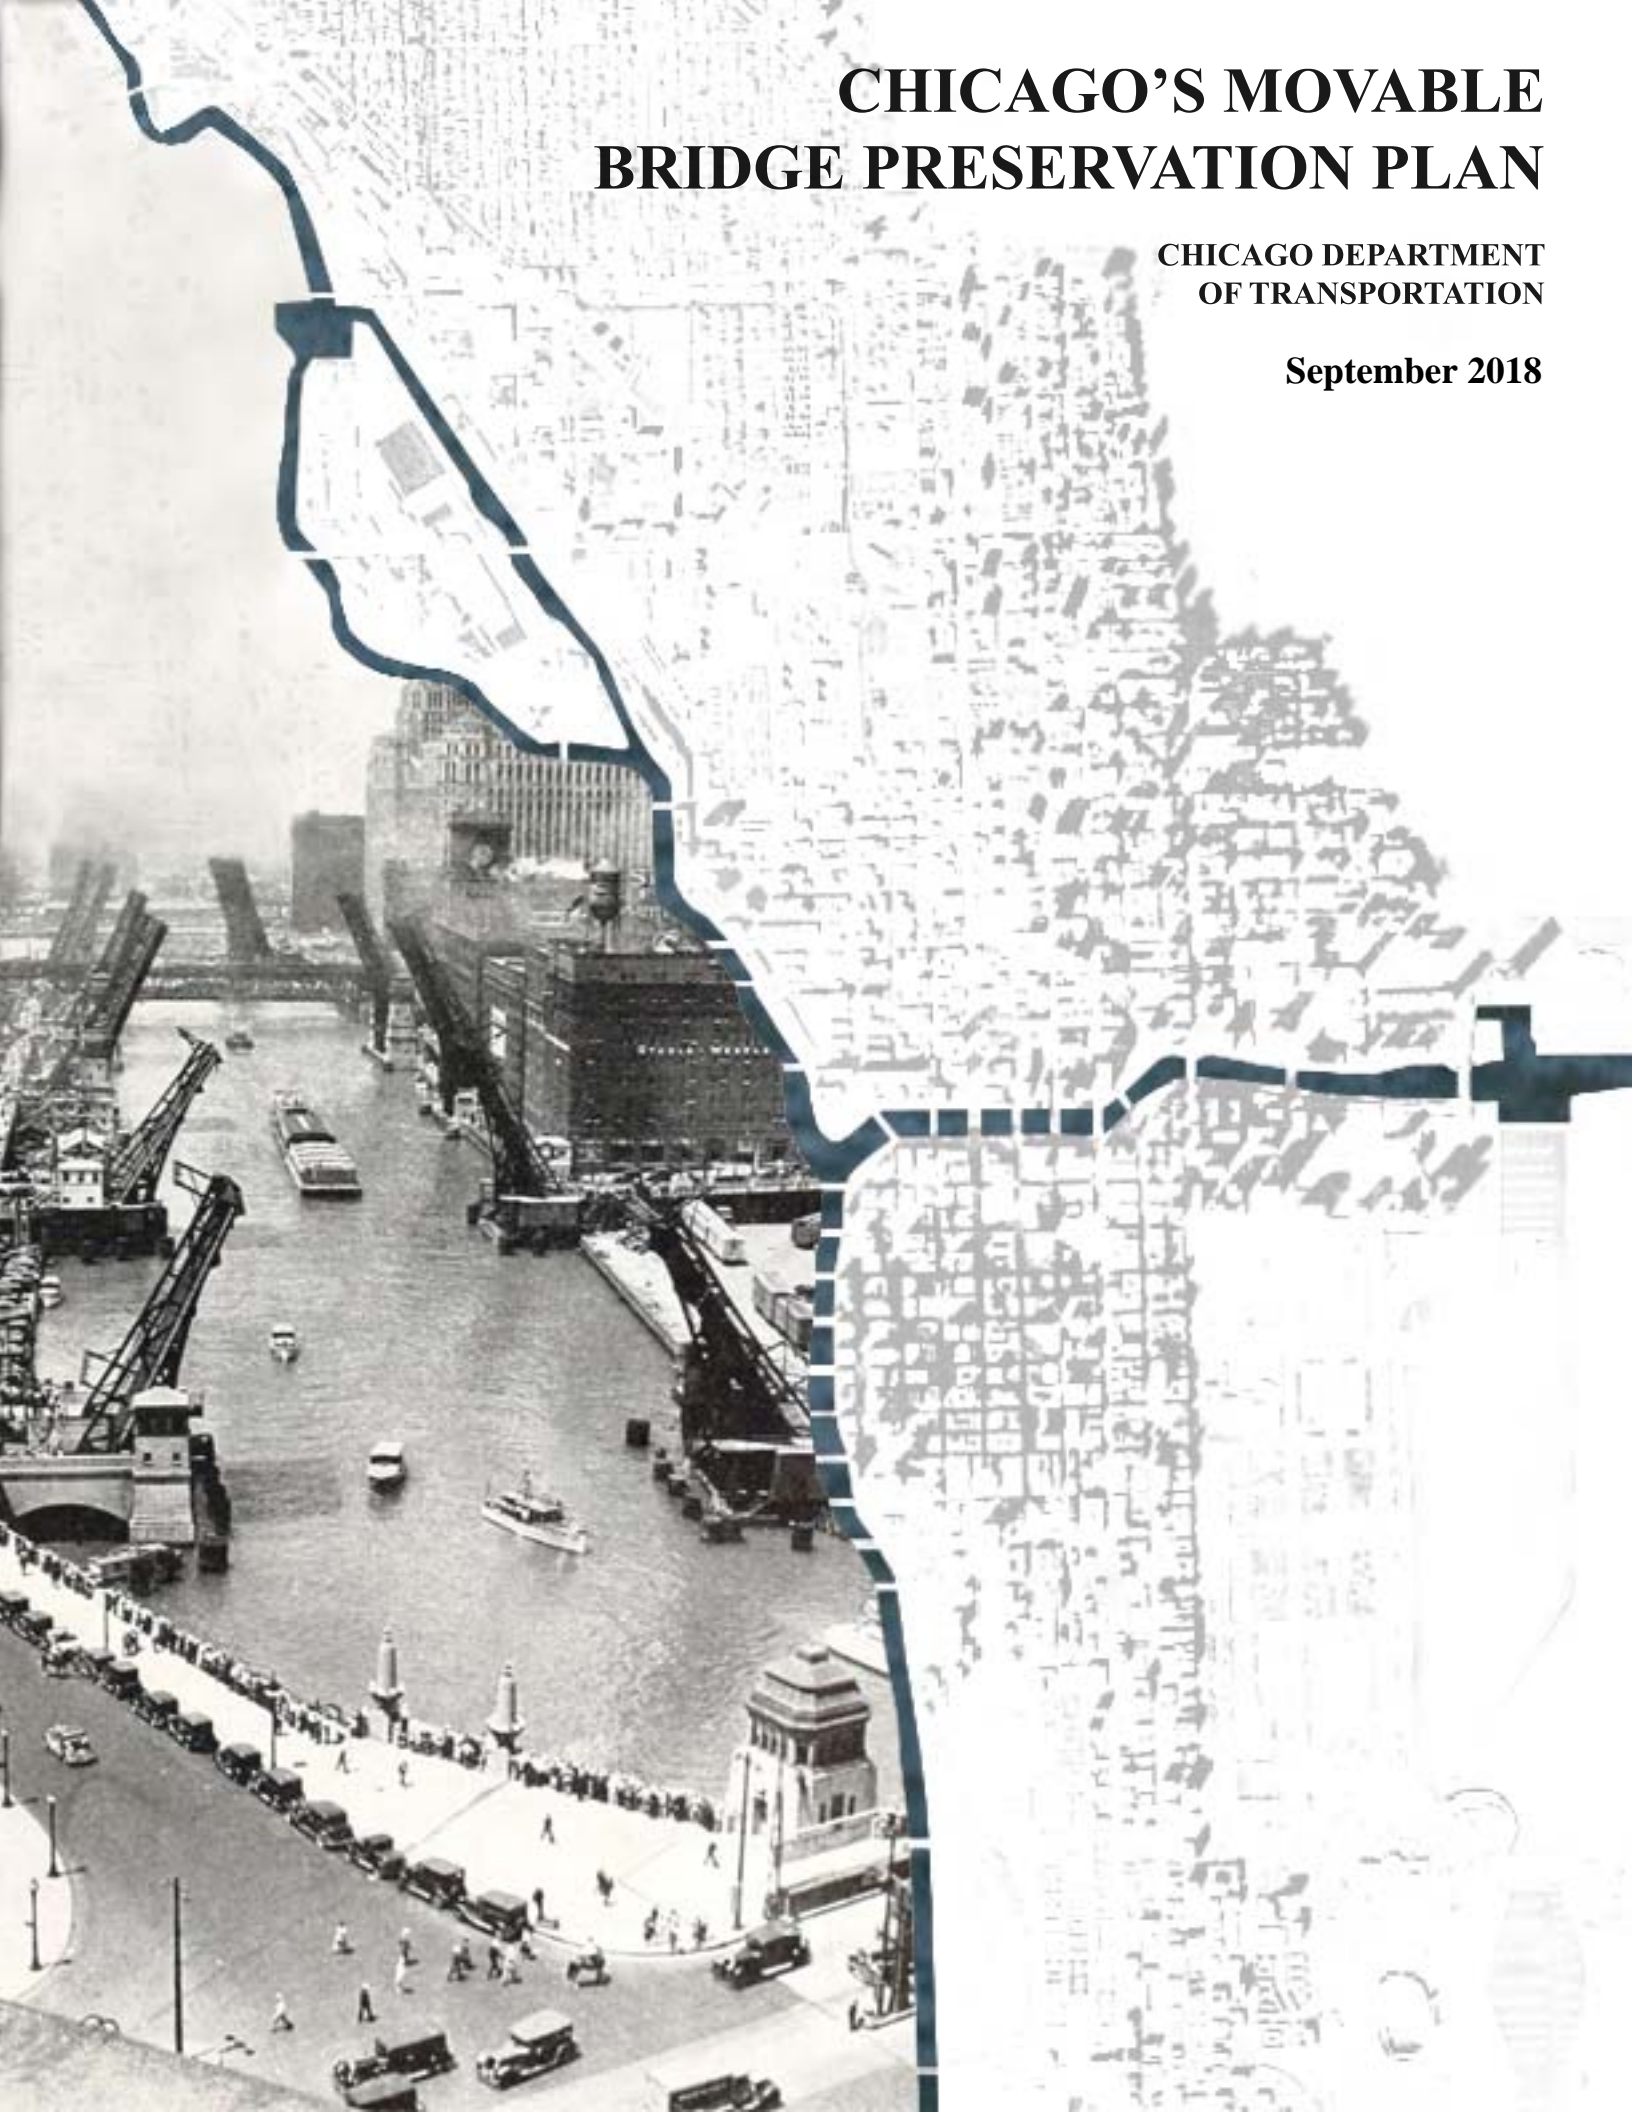 CHICAGO’S MOVABLE
BRIDGE PRESERVATION PLAN
CHICAGO DEPARTMENT
OF TRANSPORTATION
September 2018